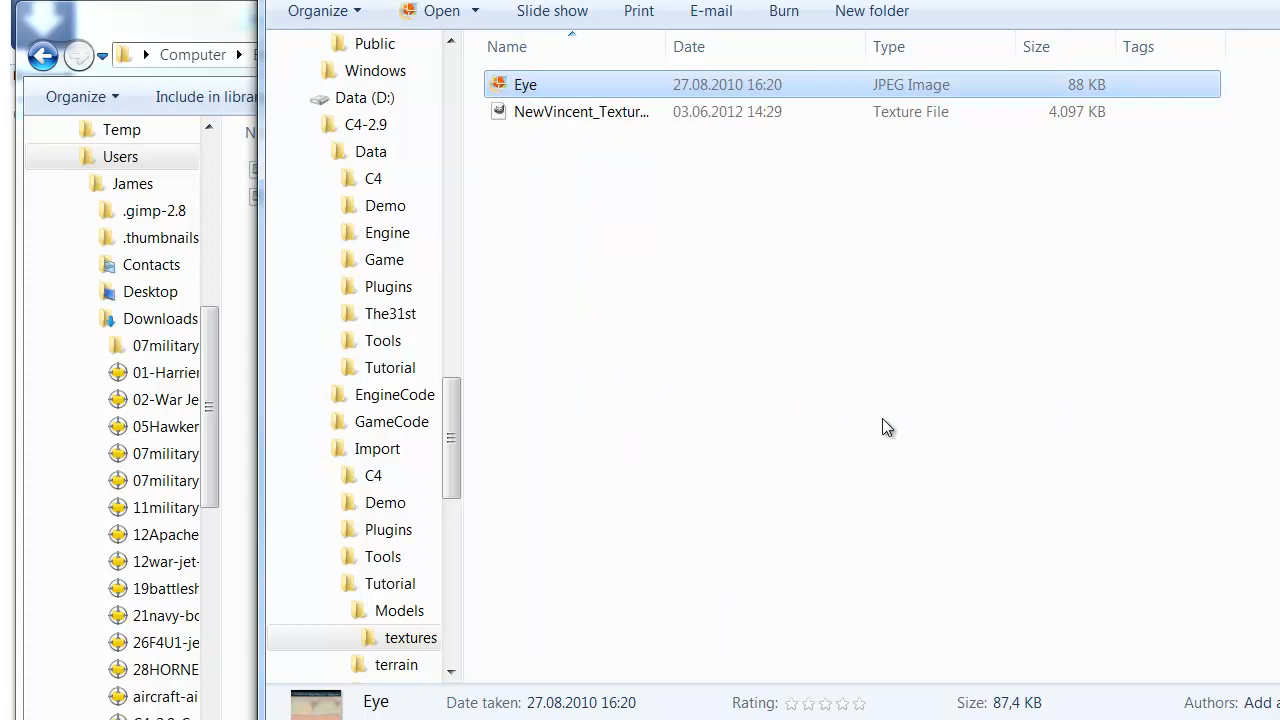 Organize Open Slide show Print E-mail Burn New folder
Computer
Organize Include in librar
Temp
Users
James
.gimp-2.8
.thumbnails
Contacts
Desktop
Downloads
07military
01-Harrier
02-War Je
05Hawker
07military
07military
11military
12Apache
12war-jet-
19battlesh
21navy-bo
26F4U1-je
28HORNE
aircraft-ai
Public
Windows
Data (D:)
C4-2.9
Data
C4
Demo
Engine
Game
Plugins
The31st
Tools
Tutorial
EngineCode
GameCode
Import
C4
Demo
Plugins
Tools
Tutorial
Models
textures
terrain
Name Date Type Size Tags
Eye 27.08.2010 16:20 JPEG Image 88 KB
NewVincent_Textur... 03.06.2012 14:29 Texture File 4.097 KB
Eye Date taken: 27.08.2010 16:20 Rating: Size: 87,4 KB Authors: Add a